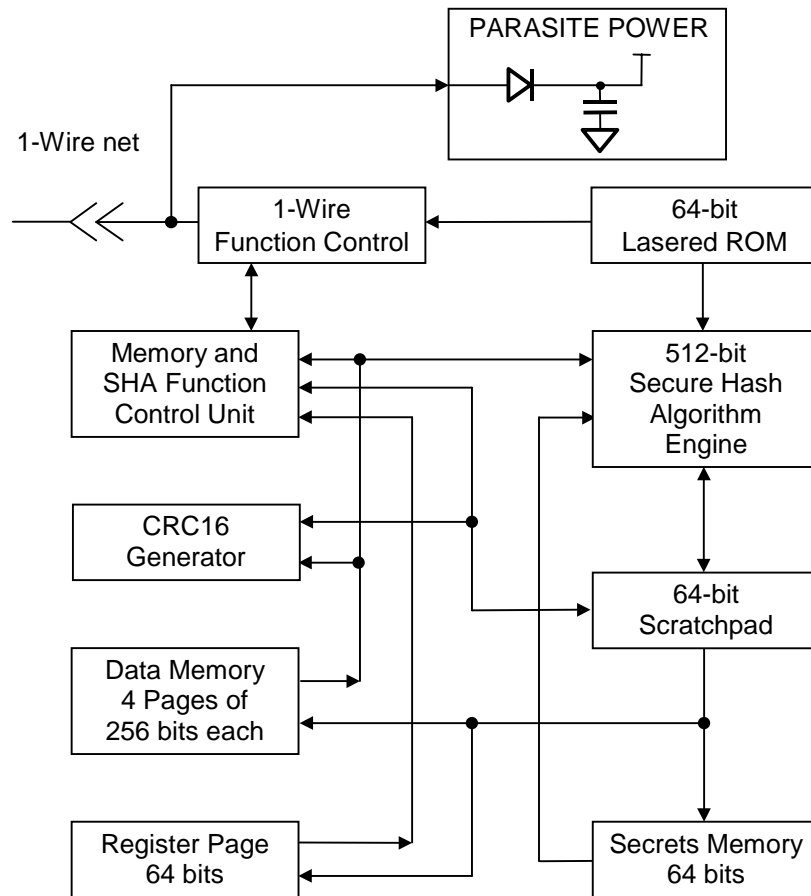 PARASITE POWER
1-Wire net
1-Wire
Function Control
64-bit
Lasered ROM
Memory and
SHA Function
Control Unit
512-bit
Secure Hash
Algorithm
Engine
CRC16
Generator
64-bit
Scratchpad
Data Memory
4 Pages of
256 bits each
Register Page
64 bits
Secrets Memory
64 bits